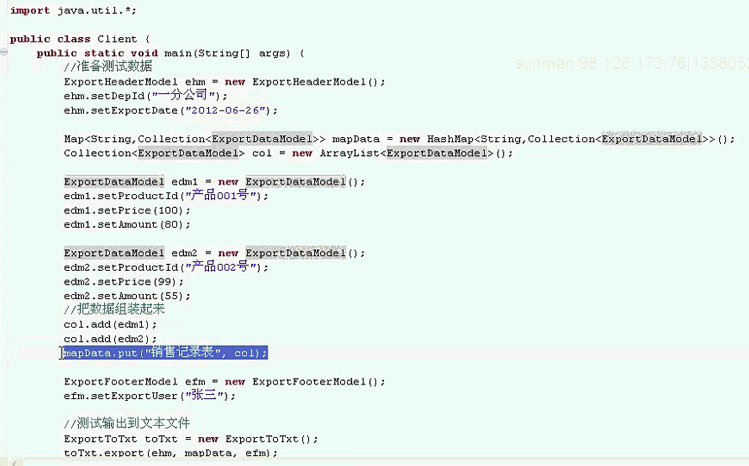 import java.util.*;
sunman 98.126.173.76|1358052
public class Client {
public static void main(String[] args) {
//准备测试数据
ExportHeaderModel ehm = new ExportHeaderModel();
ehm.setDepId("一分公司");
ehm.setExportDate("2012-06-26");
Map<String,Collection<ExportDataModel>> mapData = new HashMap<String,Collection<ExportDataModel>>();
Collection<ExportDataModel> col = new ArrayList<ExportDataModel>();
ExportDataModel edm1 = new ExportDataModel();
edm1.setProductId("产品001号");
edm1.setPrice(100);
edm1.setAmount(80);
ExportDataModel edm2 = new ExportDataModel();
edm2.setProductId("产品002号");
edm2.setPrice(99);
edm2.setAmount(55);
//把数据组装起来
col.add(edm1);
col.add(edm2);
mapData.put("销售记录表", col);
ExportFooterModel efm = new ExportFooterModel();
efm.setExportUser("张三");
//测试输出到文本文件
ExportToTxt toTxt = new ExportToTxt();
toTxt.export(ehm, mapData, efm);